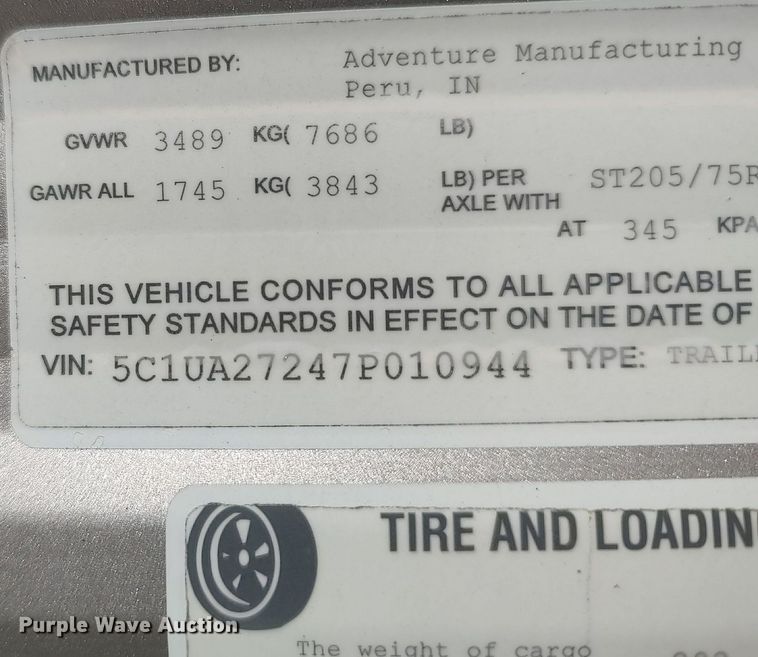 MANUFACTURED BY: Adventure Manufacturing
Peru, IN
GVWR 3489 KG( 7686 LB)
GAWR ALL 1745 KG( 3843 LB) PER ST205/75R
AXLE WITH
AT 345 KPA
THIS VEHICLE CONFORMS TO ALL APPLICABLE
SAFETY STANDARDS IN EFFECT ON THE DATE OF
VIN: 5C1UA27247P010944 TYPE: TRAIL
TIRE AND LOADIN
The weight of cargo
Purple Wave Auction